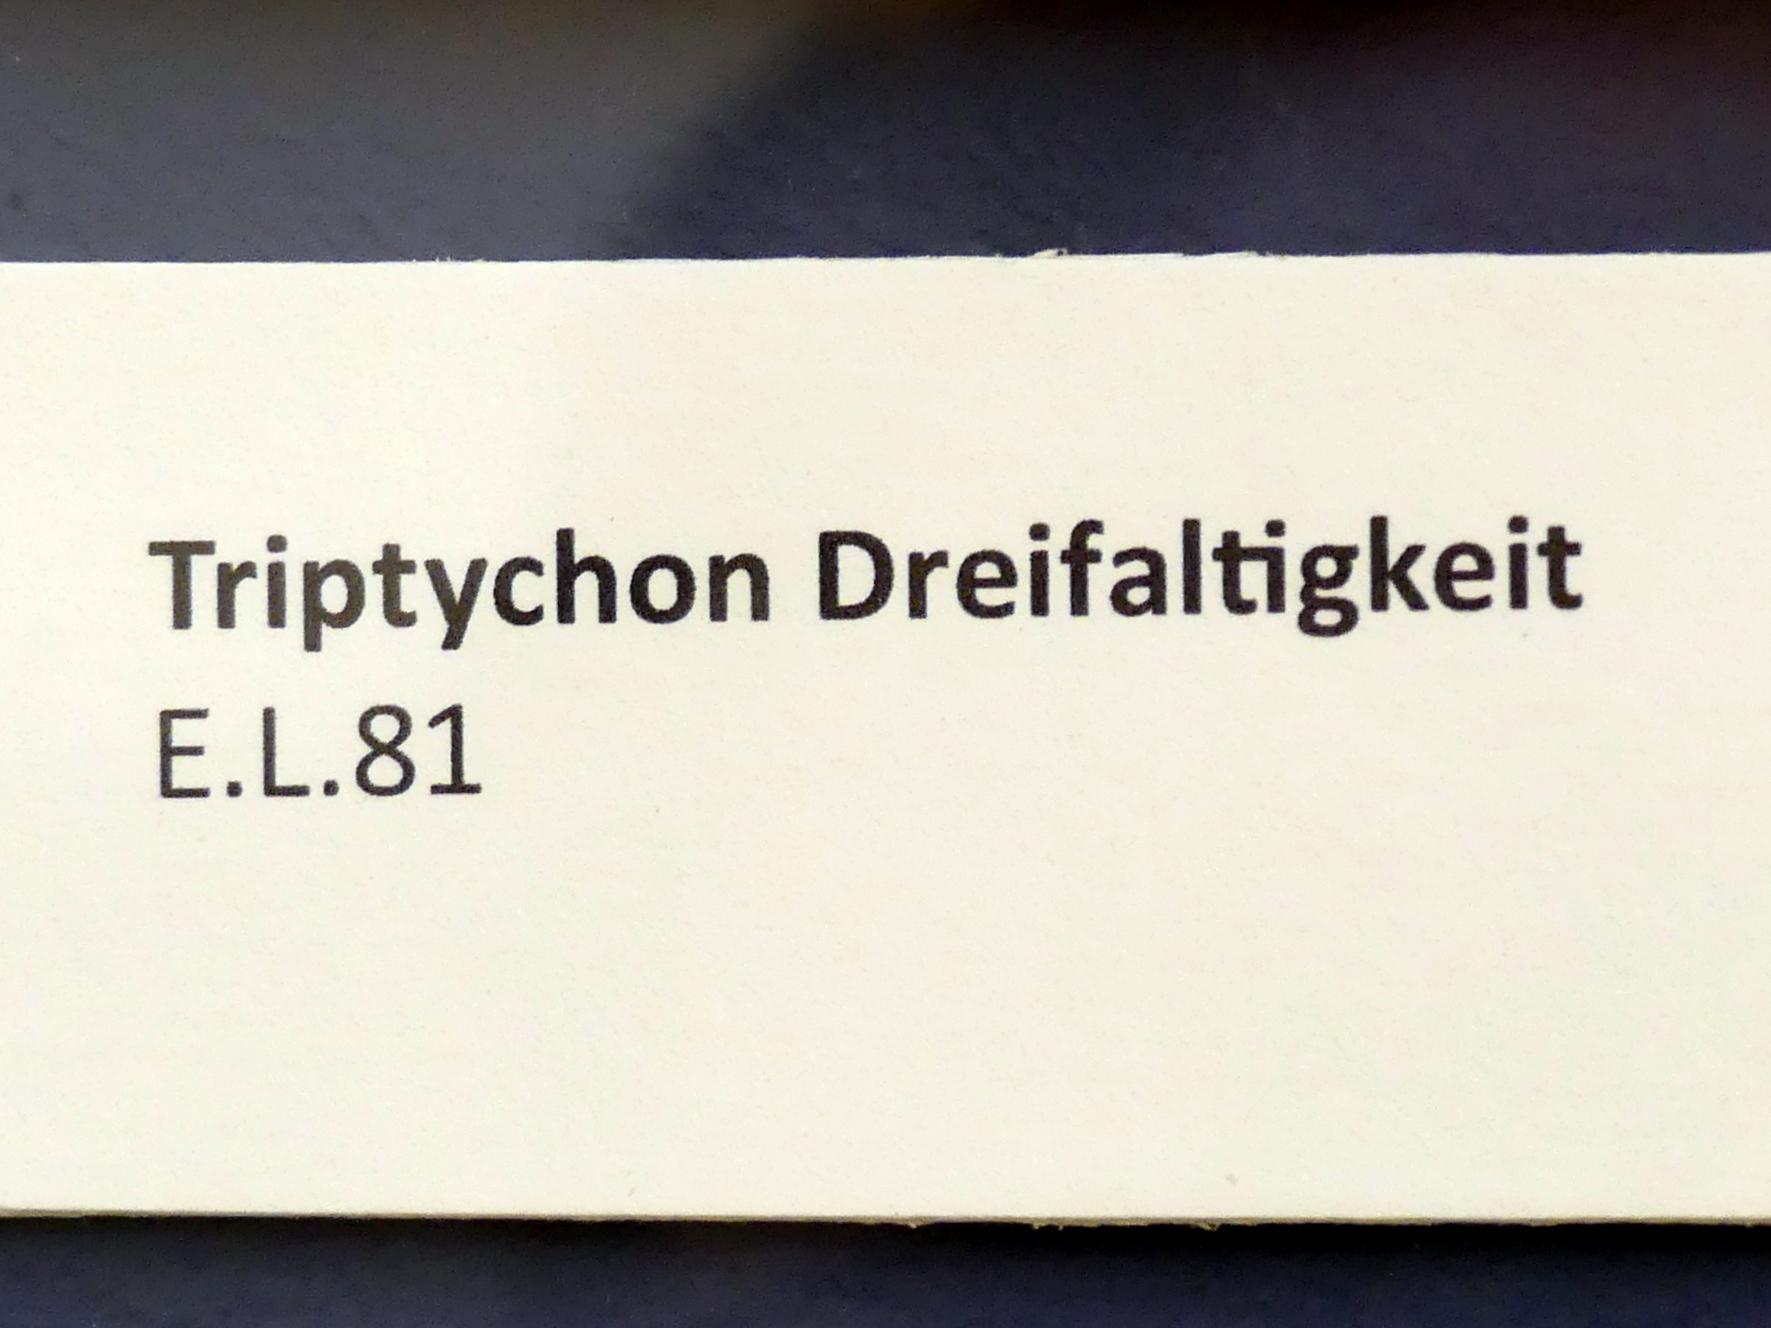 Triptychon Dreifaltigkeit
E.L.81